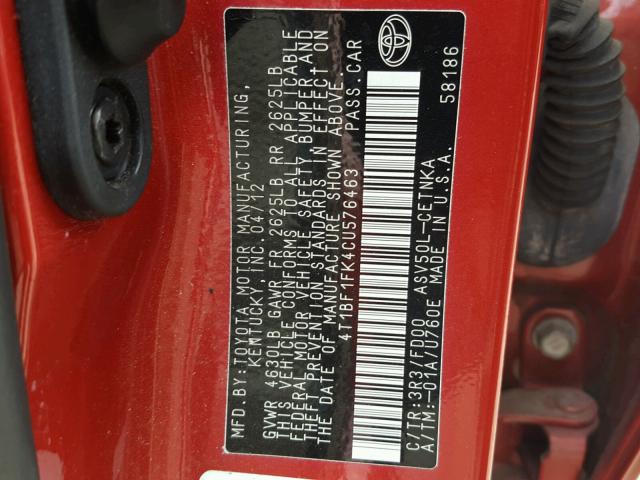 MFD.BY:TOYOTA MOTOR MANUFACTURING,
KENTUCKY, INC. 04/12
GVWR 4630LB GAWR FR 2625LB RR 2625LB
THIS VEHICLE CONFORMS TO ALL APPLICABLE
FEDERAL MOTOR VEHICLE SAFETY, BUMPER, AND
THEFT PREVENTION STANDARDS IN EFFECT ON
THE DATE OF MANUFACTURE SHOWN ABOVE.
4T1BF1FK4CU576463 PASS.CAR
C/TR:3R3/FD00 ASV50L-CETNKA
A/TM:-01A/U760E MADE IN U.S.A.
58186